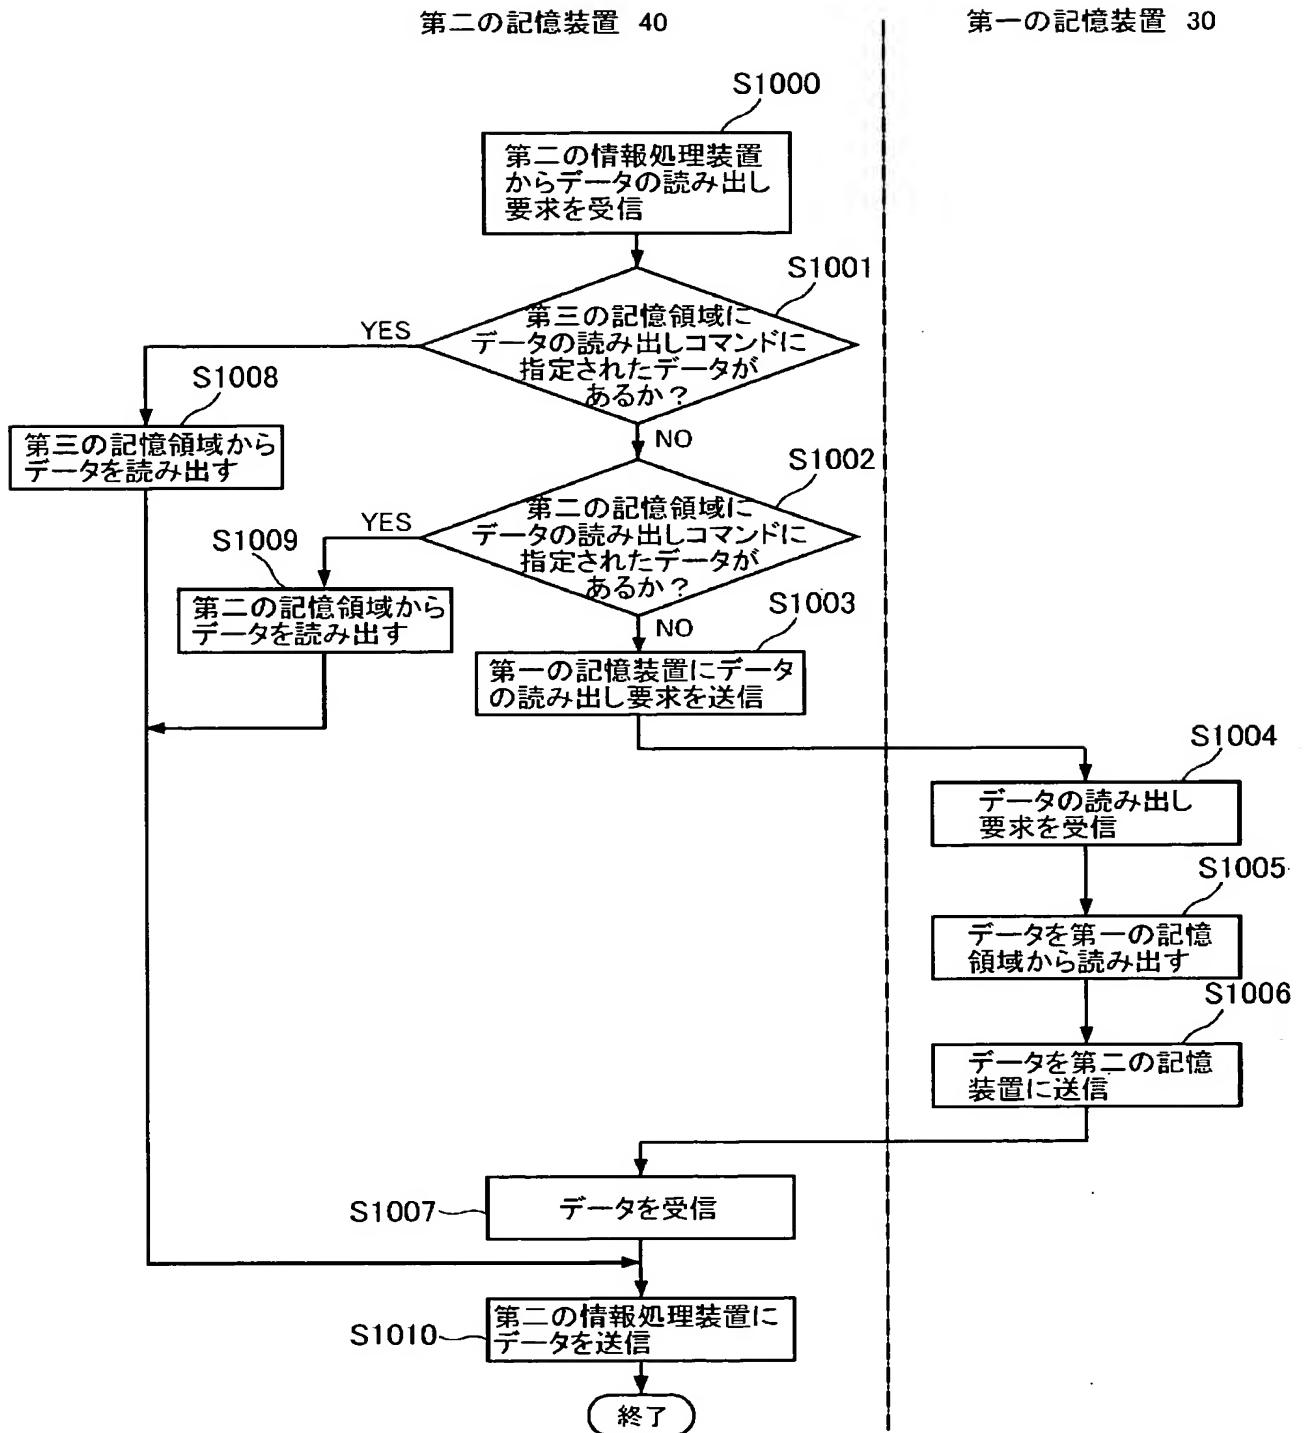 第二の記憶装置 40
第一の記憶装置 30
S1000
第二の情報処理装置
からデータの読み出し
要求を受信
S1001
第三の記憶領域に
データの読み出しコマンドに
指定されたデータが
あるか？
YES
NO
S1008
第三の記憶領域から
データを読み出す
S1002
第二の記憶領域に
データの読み出しコマンドに
指定されたデータが
あるか？
YES
NO
S1009
第二の記憶領域から
データを読み出す
S1003
第一の記憶装置にデータ
の読み出し要求を送信
S1004
データの読み出し
要求を受信
S1005
データを第一の記憶
領域から読み出す
S1006
データを第二の記憶
装置に送信
S1007
データを受信
S1010
第二の情報処理装置に
データを送信
終了